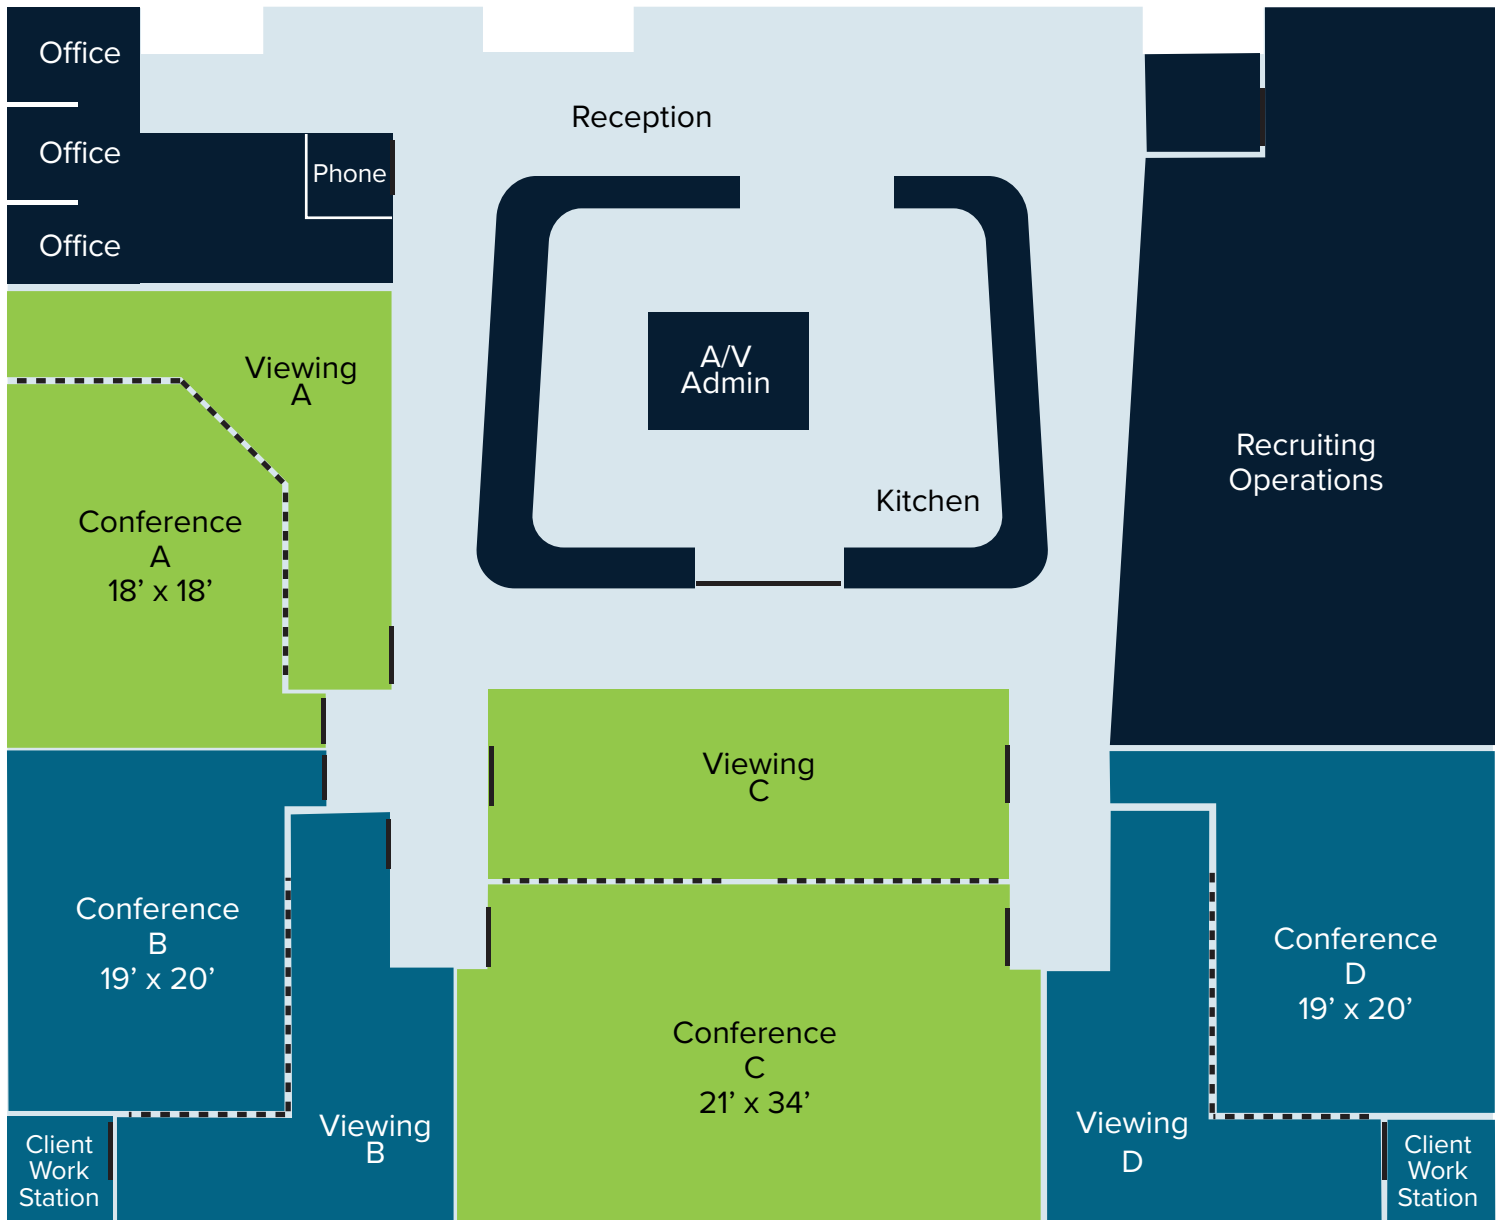 Office
Office
Office
Phone
Reception
A/V
Admin
Kitchen
Recruiting
Operations
Viewing
A
Conference
A
18’ x 18’
Viewing
C
Conference
B
19’ x 20’
Viewing
B
Conference
C
21’ x 34’
Conference
D
19’ x 20’
Viewing
D
Client
Work
Station
Client
Work
Station